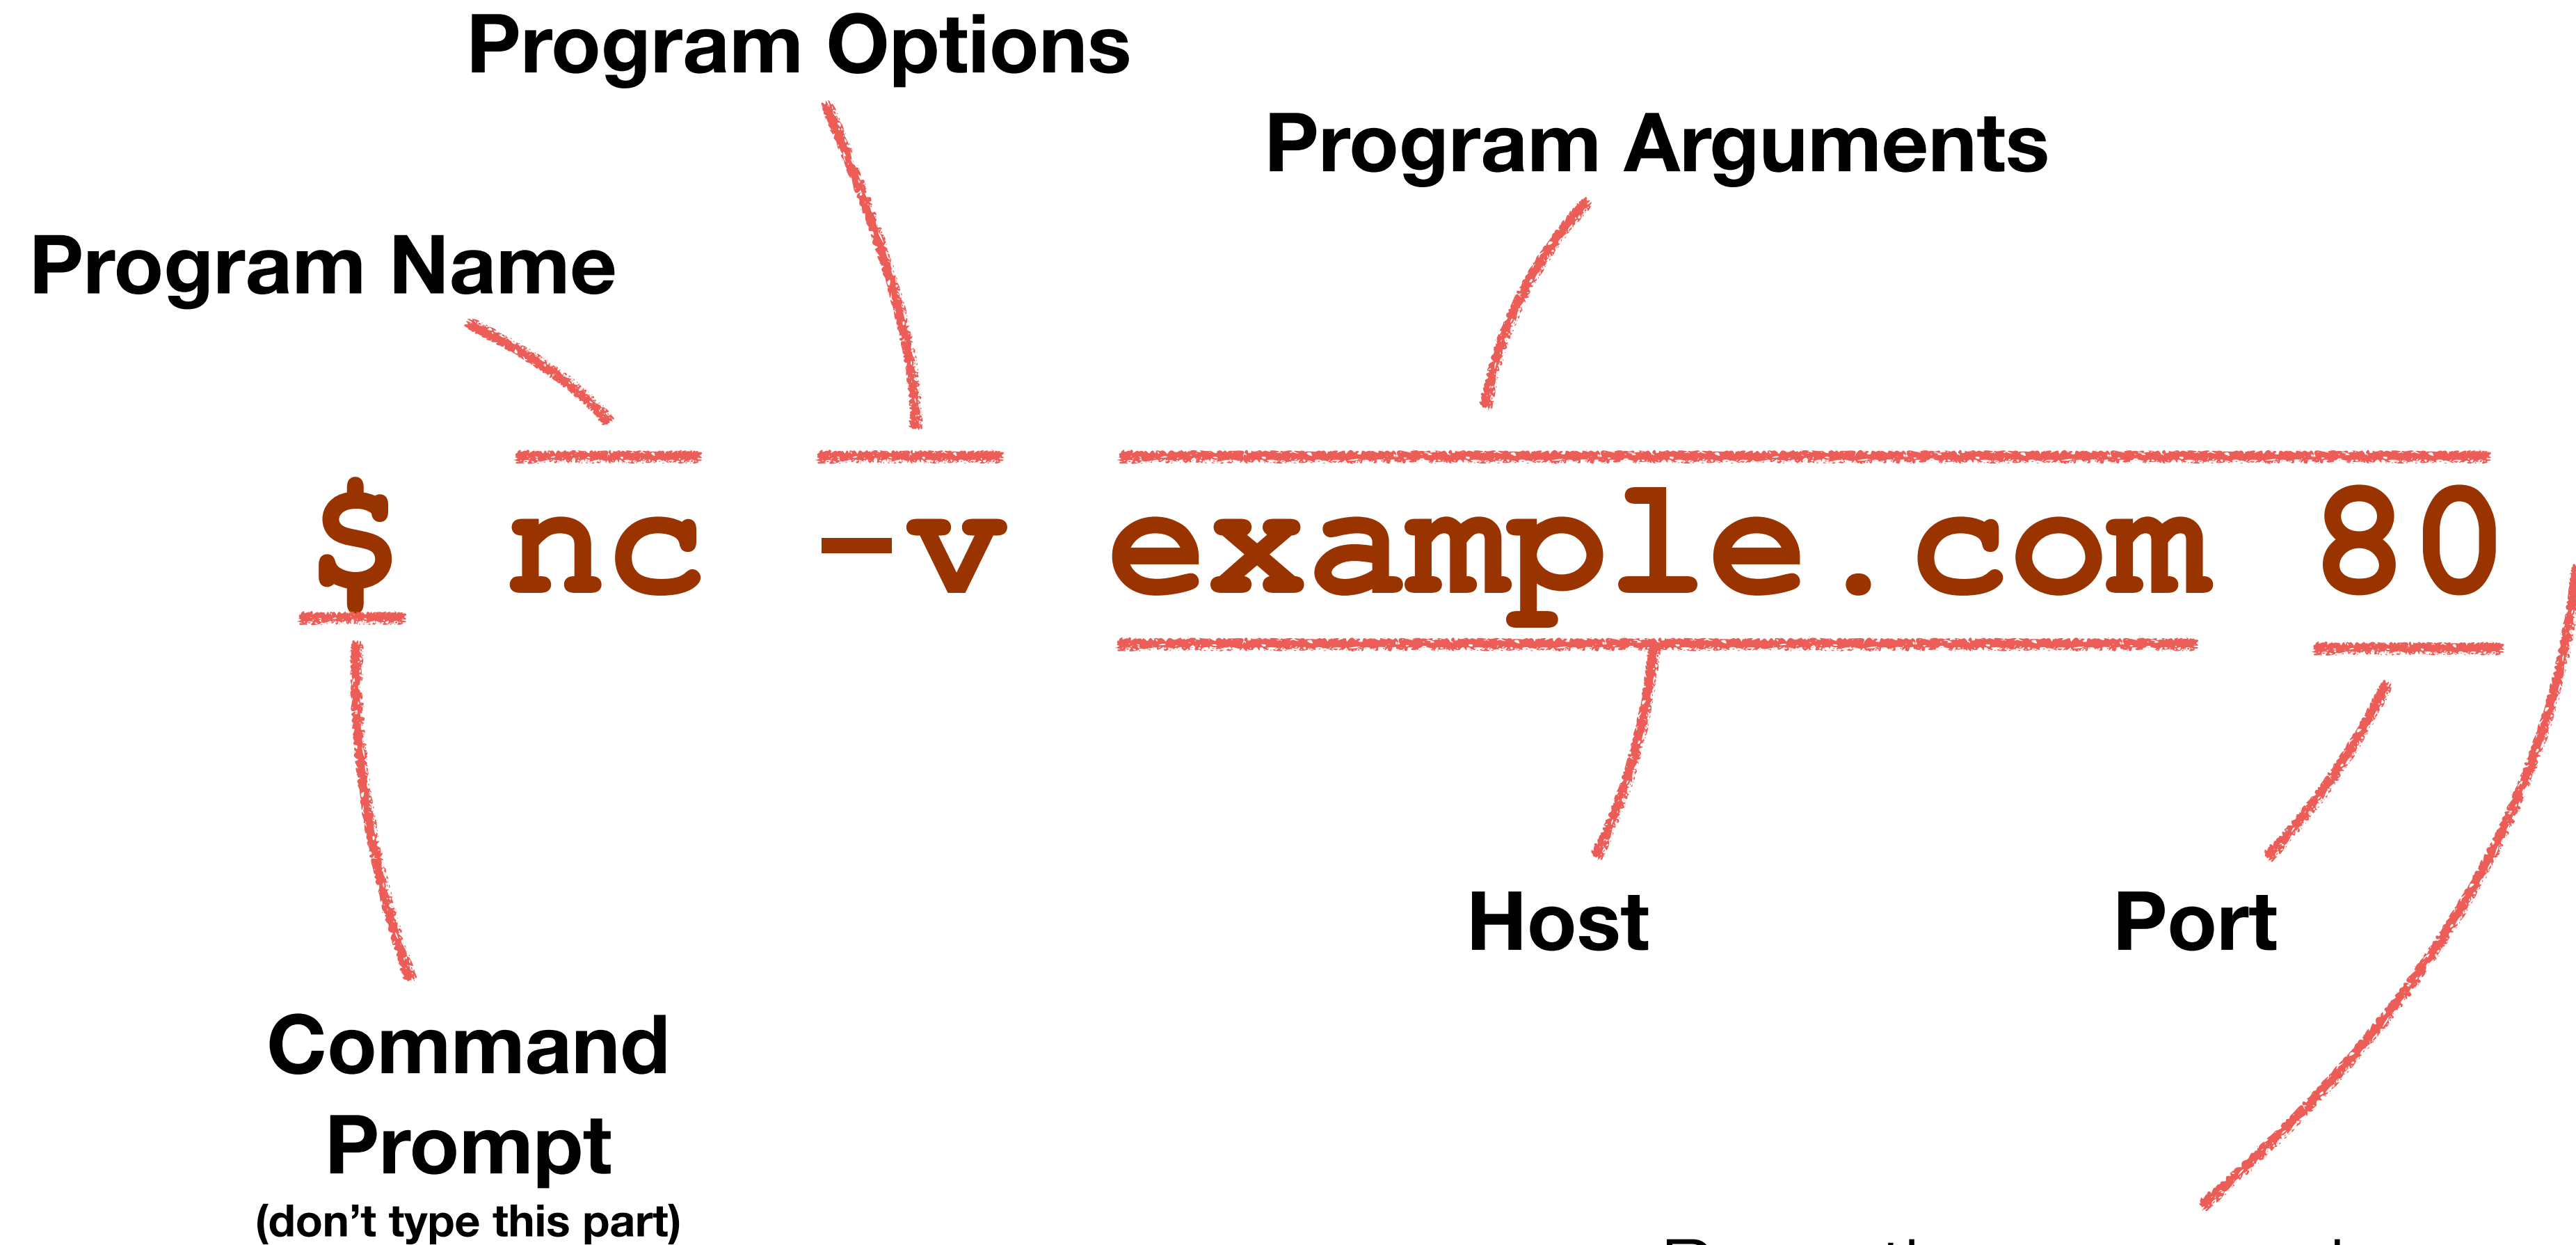 Program Options
Program Arguments
Program Name
$ nc -v example.com 80
Host
Port
Command
Prompt
(don’t type this part)